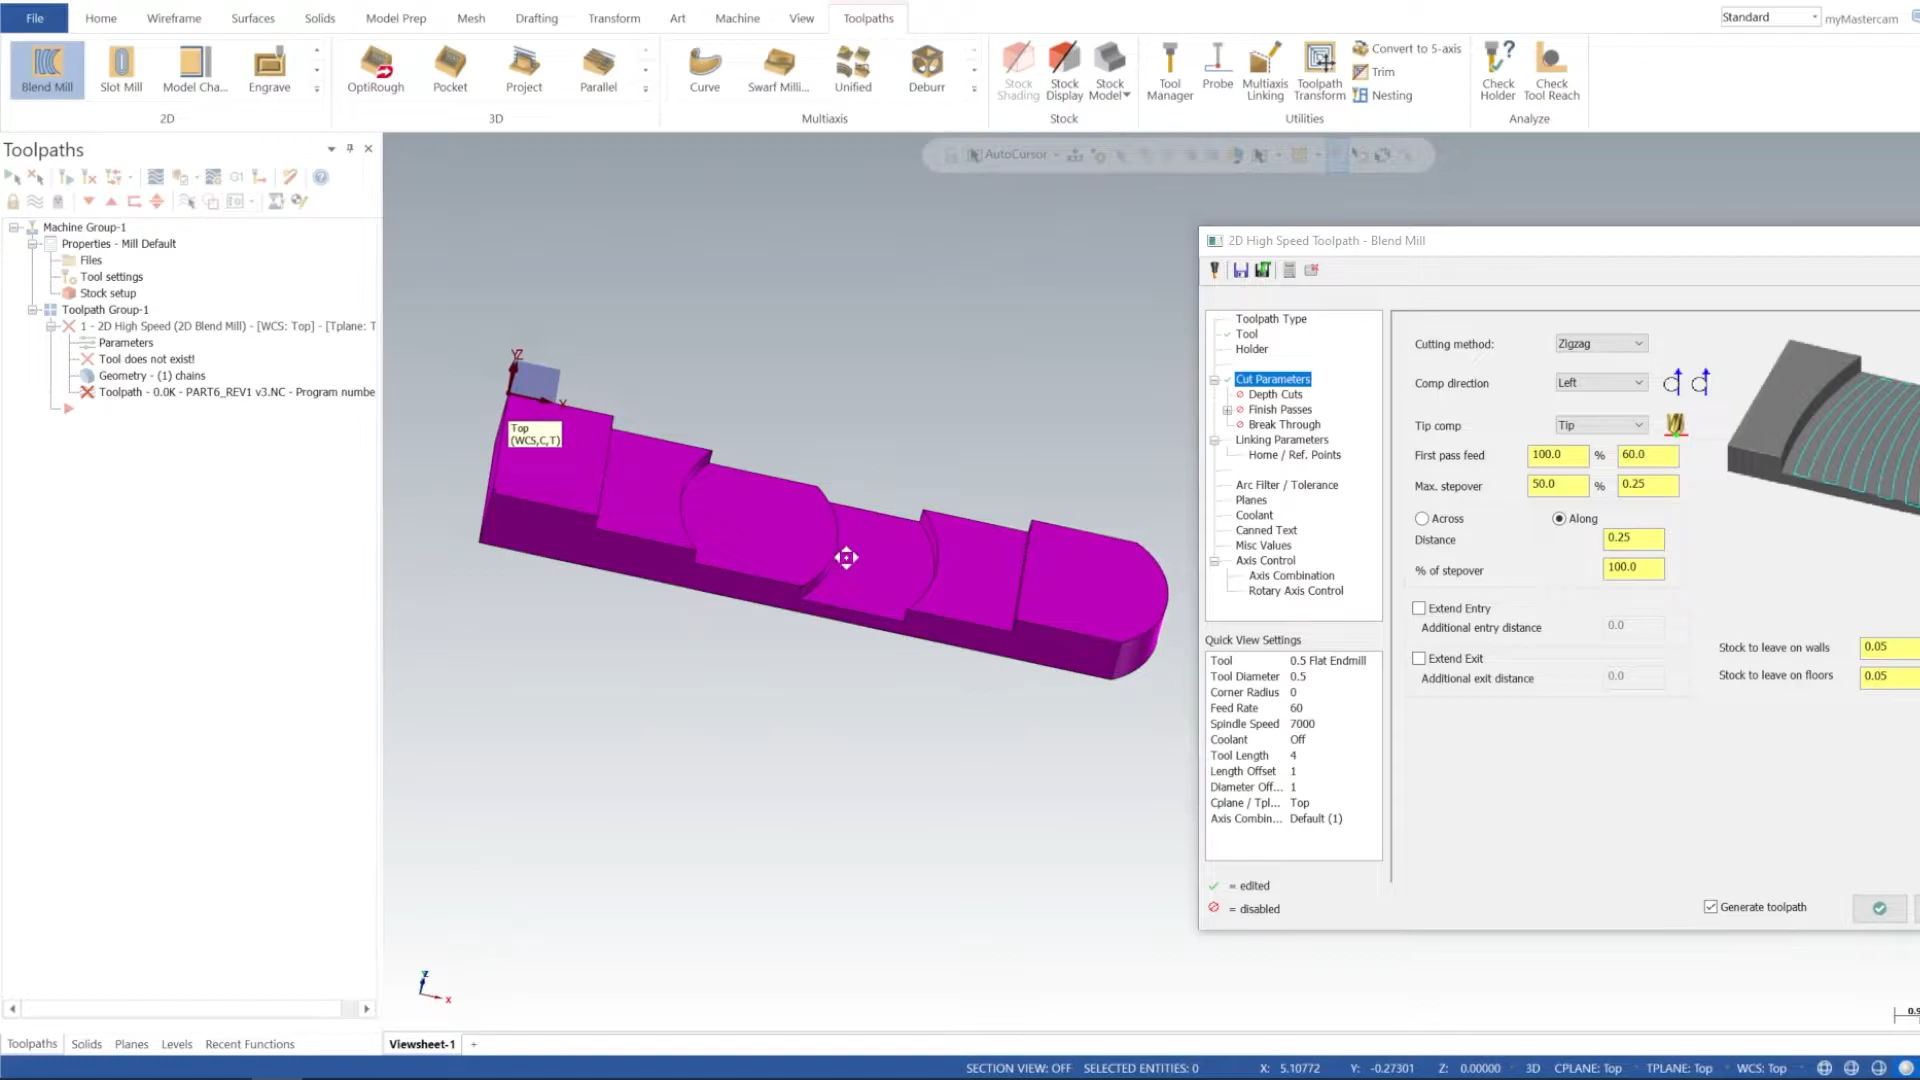 File Home Wireframe Surfaces Solids Model Prep Mesh Drafting Transform Art Machine View Toolpaths
Standard myMastercam
Blend Mill Slot Mill Model Cha... Engrave
OptiRough Pocket Project Parallel
Curve Swarf Milli... Unified Deburr
Stock Shading Stock Display Stock Model
Tool Manager Probe Multiaxis Linking Toolpath Transform
Convert to 5-axis
Trim
Nesting
Check Holder Check Tool Reach
2D 3D Multiaxis Stock Utilities Analyze
Toolpaths
AutoCursor
G1
Machine Group-1
Properties - Mill Default
Files
Tool settings
Stock setup
Toolpath Group-1
1 - 2D High Speed (2D Blend Mill) - [WCS: Top] - [Tplane: T
Parameters
Tool does not exist!
Geometry - (1) chains
Toolpath - 0.0K - PART6_REV1 v3.NC - Program numbe
YZ
X
Top
(WCS,C,T)
Z
X
2D High Speed Toolpath - Blend Mill
Toolpath Type
Tool
Holder
Cut Parameters
Depth Cuts
Finish Passes
Break Through
Linking Parameters
Home / Ref. Points
Arc Filter / Tolerance
Planes
Coolant
Canned Text
Misc Values
Axis Control
Axis Combination
Rotary Axis Control
Quick View Settings
Tool 0.5 Flat Endmill
Tool Diameter 0.5
Corner Radius 0
Feed Rate 60
Spindle Speed 7000
Coolant Off
Tool Length 4
Length Offset 1
Diameter Off... 1
Cplane / Tpl... Top
Axis Combin... Default (1)
= edited
= disabled
Cutting method: Zigzag
Comp direction Left
Tip comp Tip
First pass feed 100.0 % 60.0
Max. stepover 50.0 % 0.25
Across Along
Distance 0.25
% of stepover 100.0
Extend Entry
Additional entry distance 0.0
Extend Exit
Additional exit distance 0.0
Stock to leave on walls 0.05
Stock to leave on floors 0.05
Generate toolpath
Toolpaths Solids Planes Levels Recent Functions
Viewsheet-1 +
SECTION VIEW: OFF SELECTED ENTITIES: 0 X: 5.10772 Y: -0.27301 Z: 0.00000 3D CPLANE: Top TPLANE: Top WCS: Top